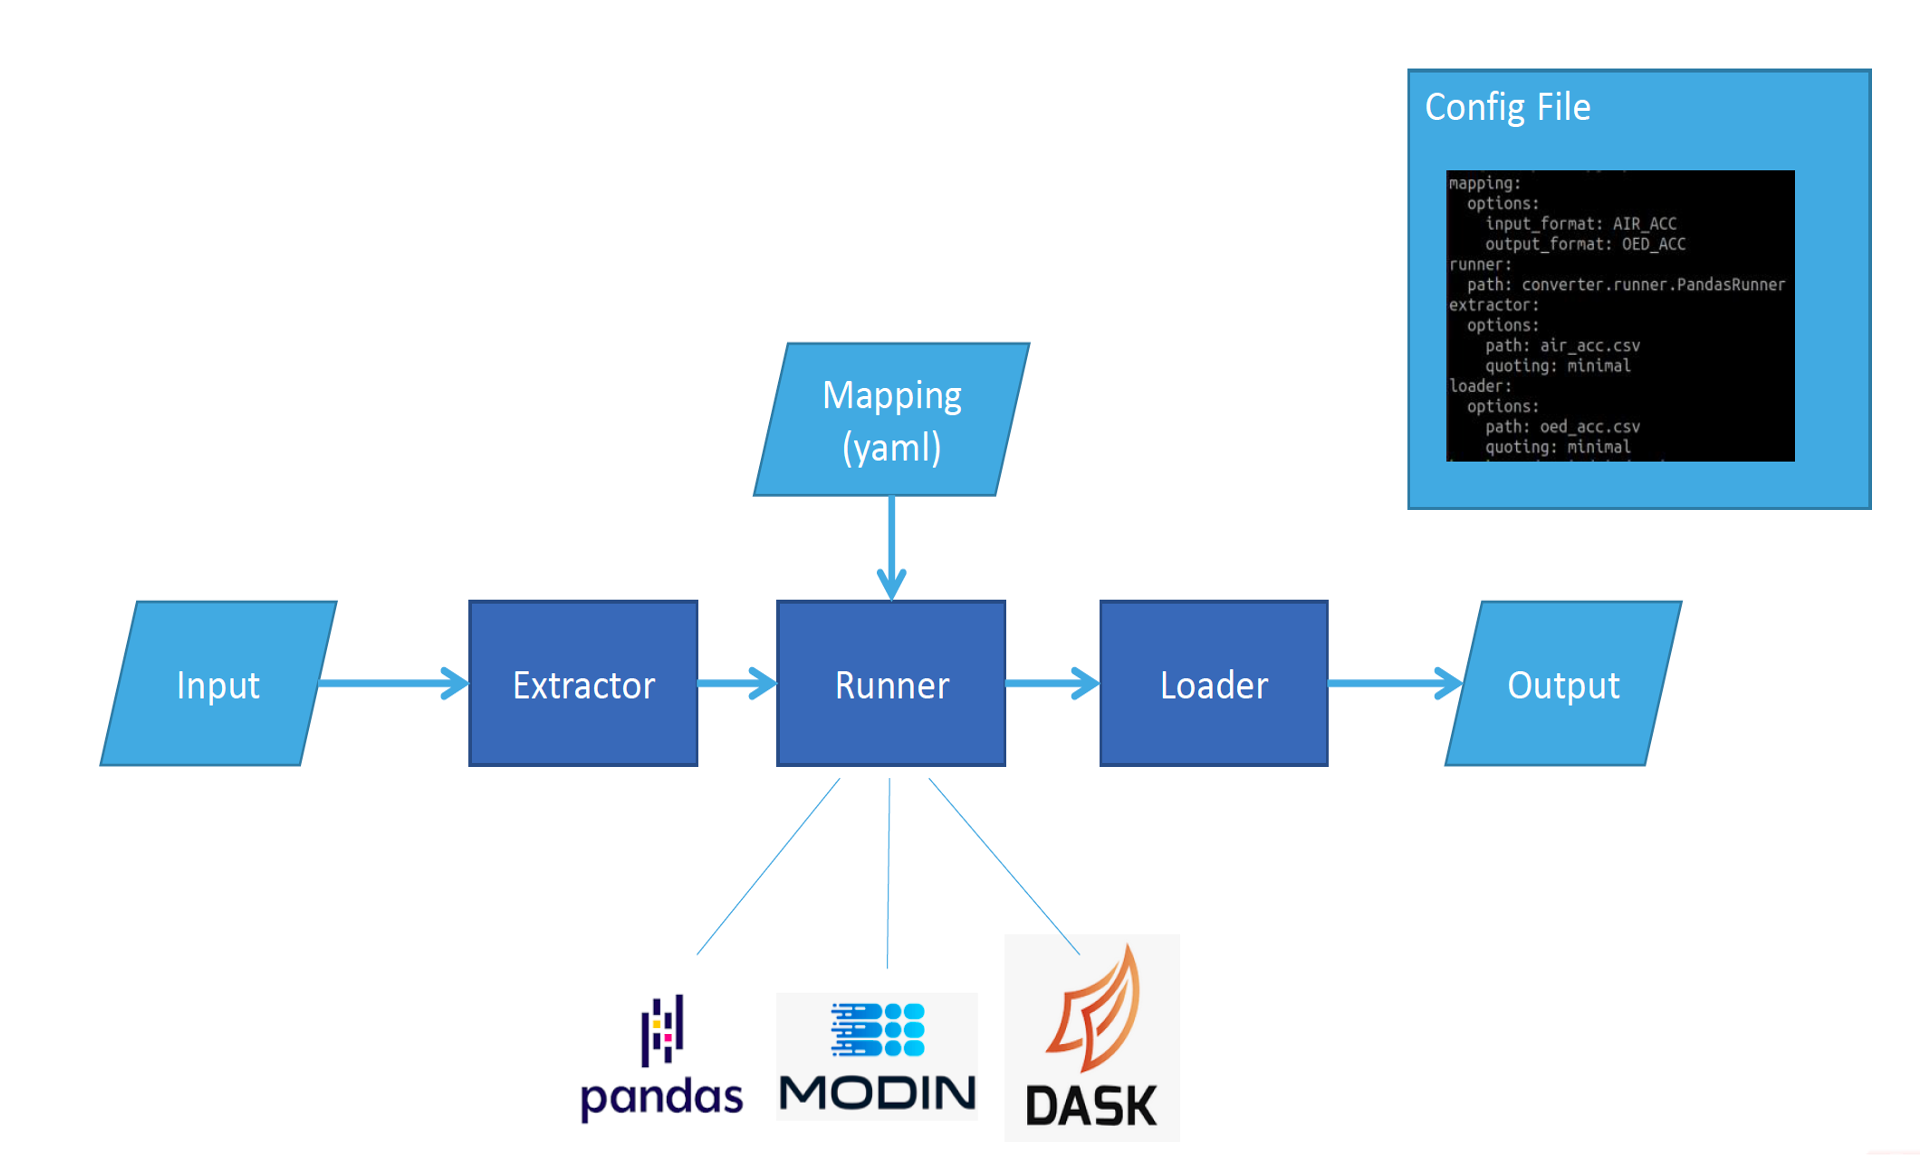 Config File
mapping:
options:
input_format: AIR_ACC
output_format: OED_ACC
runner:
path: converter.runner.PandasRunner
extractor:
options:
path: air_acc.csv
quoting: minimal
loader:
options:
path: oed_acc.csv
quoting: minimal
Mapping
(yaml)
Input
Extractor
Runner
Loader
Output
pandas
MODIN
DASK